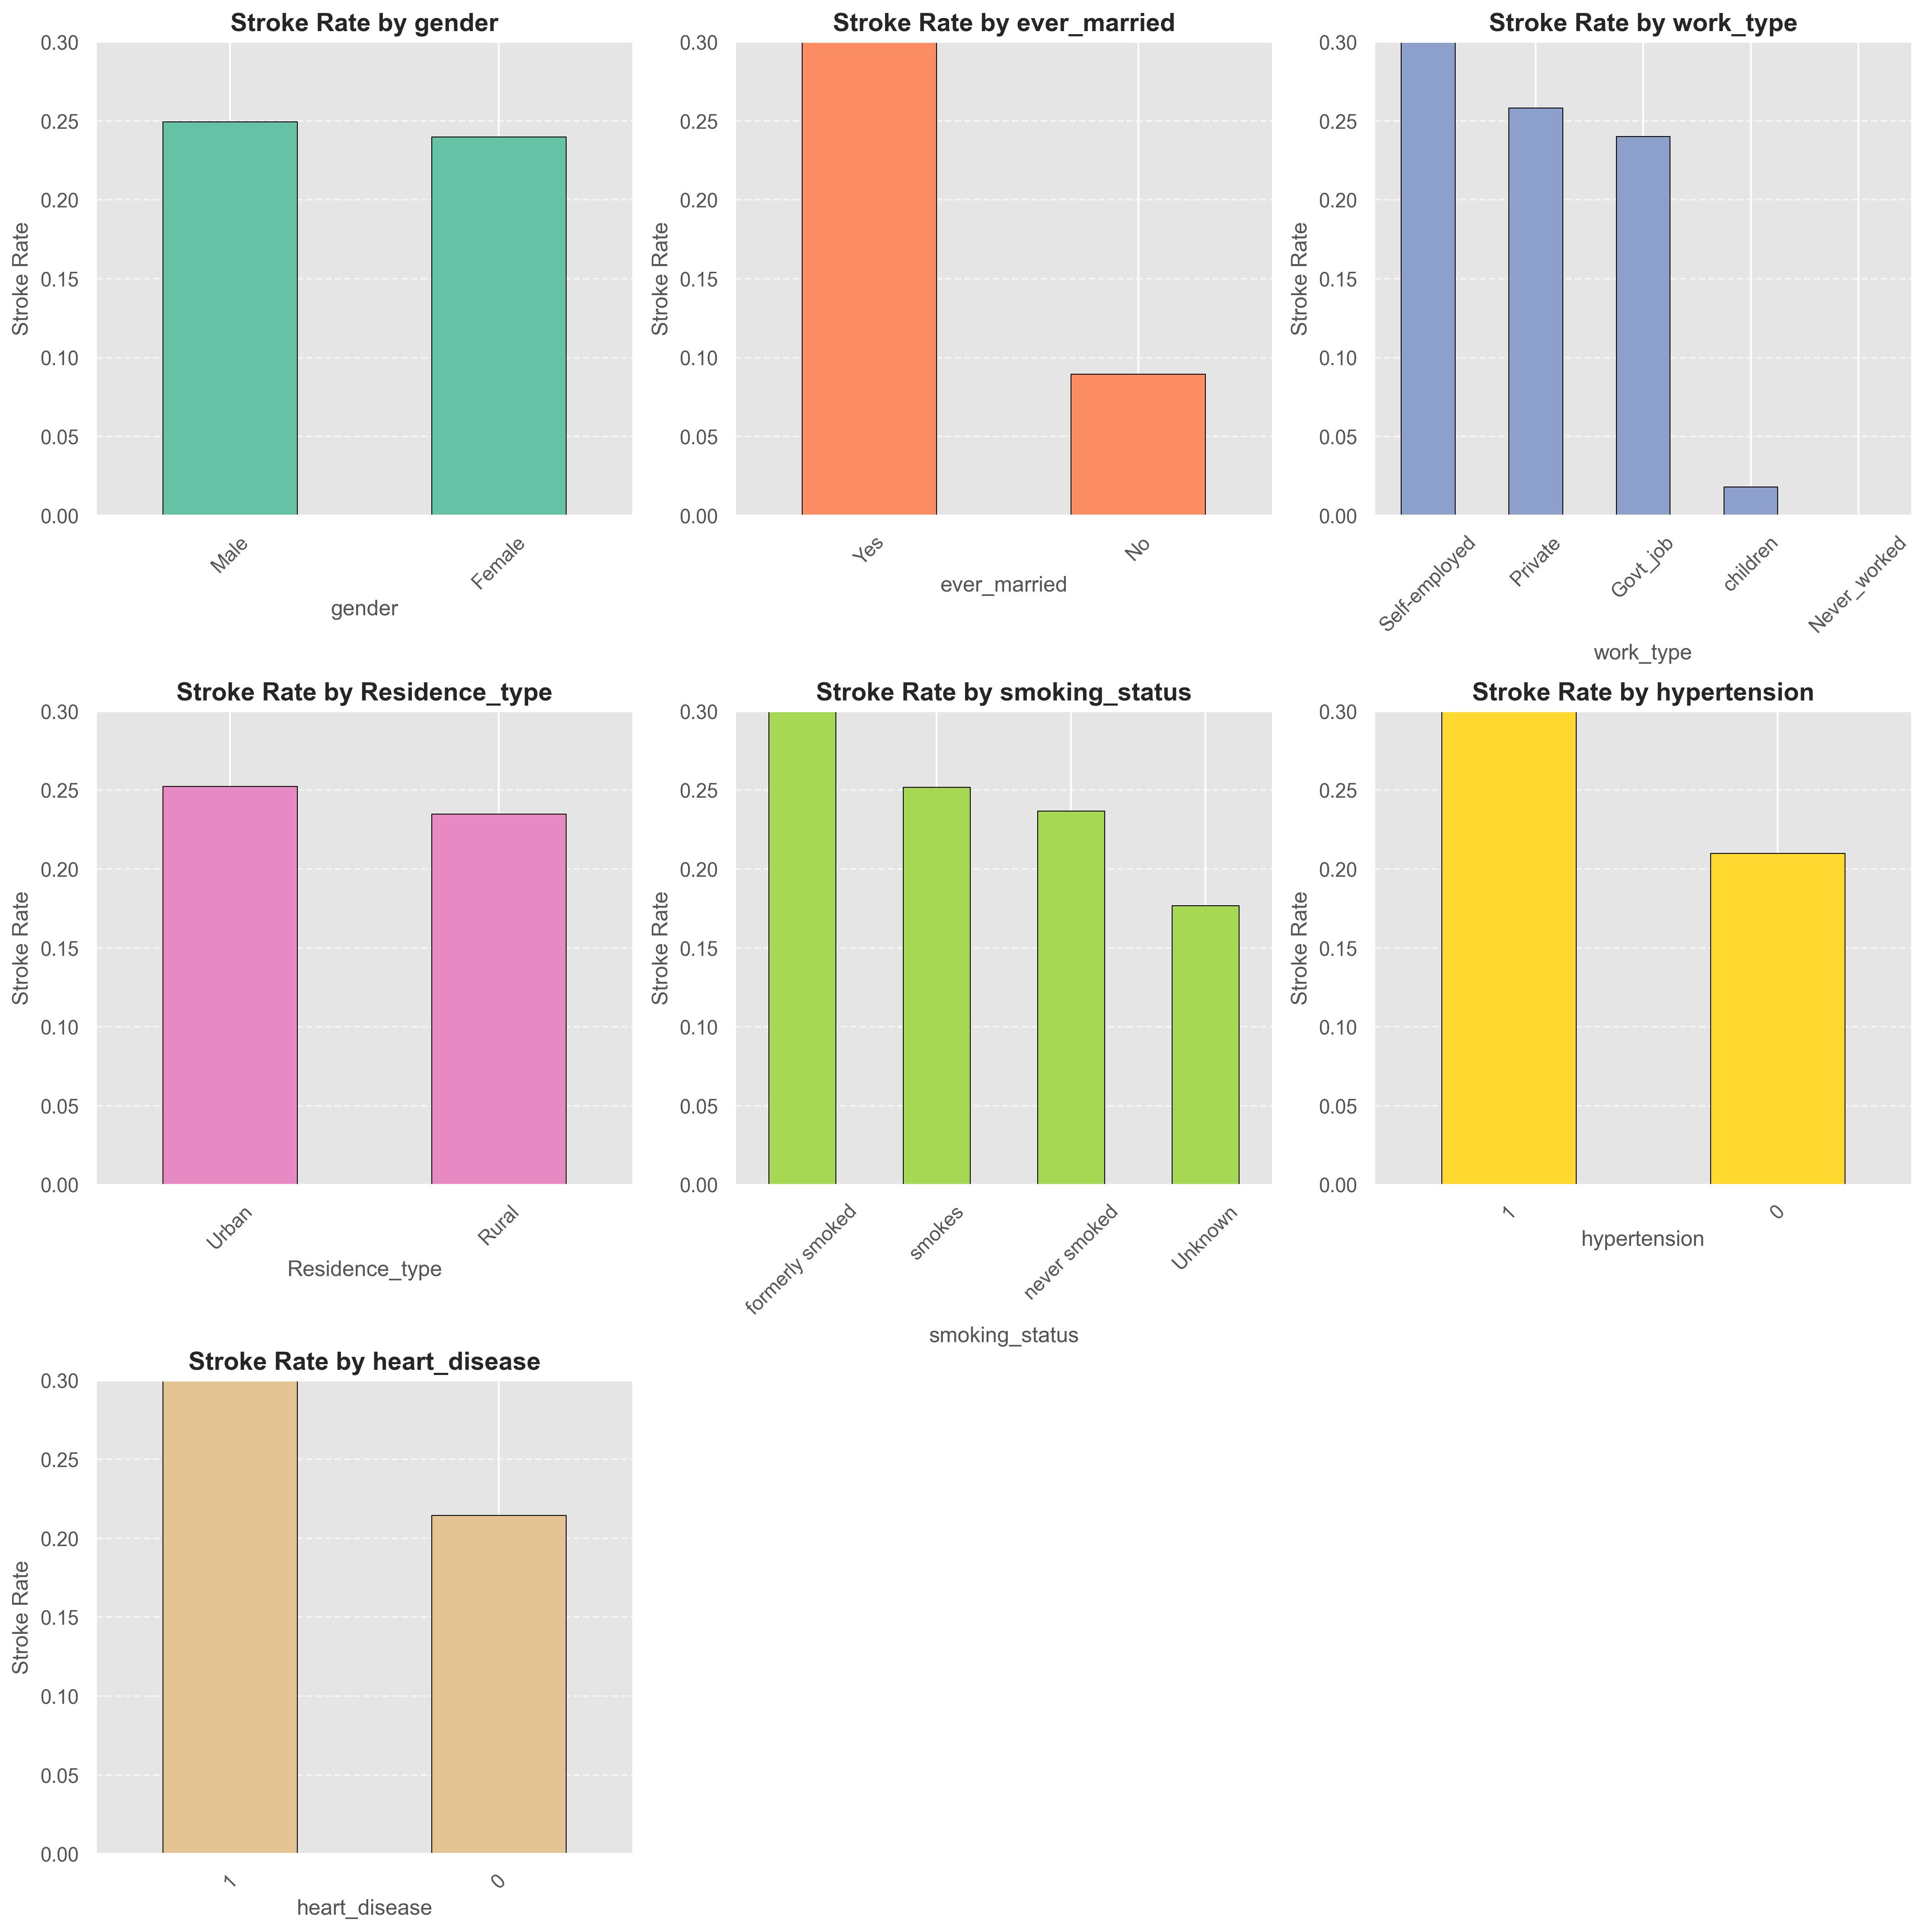 Stroke Rate by gender
0.30
0.25
0.20
0.15
0.10
0.05
0.00
Stroke Rate
Male
Female
gender
Stroke Rate by ever_married
0.30
0.25
0.20
0.15
0.10
0.05
0.00
Stroke Rate
Yes
No
ever_married
Stroke Rate by work_type
0.30
0.25
0.20
0.15
0.10
0.05
0.00
Stroke Rate
Self-employed
Private
Govt_job
children
Never_worked
work_type
Stroke Rate by Residence_type
0.30
0.25
0.20
0.15
0.10
0.05
0.00
Stroke Rate
Urban
Rural
Residence_type
Stroke Rate by smoking_status
0.30
0.25
0.20
0.15
0.10
0.05
0.00
Stroke Rate
formerly smoked
smokes
never smoked
Unknown
smoking_status
Stroke Rate by hypertension
0.30
0.25
0.20
0.15
0.10
0.05
0.00
Stroke Rate
1
0
hypertension
Stroke Rate by heart_disease
0.30
0.25
0.20
0.15
0.10
0.05
0.00
Stroke Rate
1
0
heart_disease